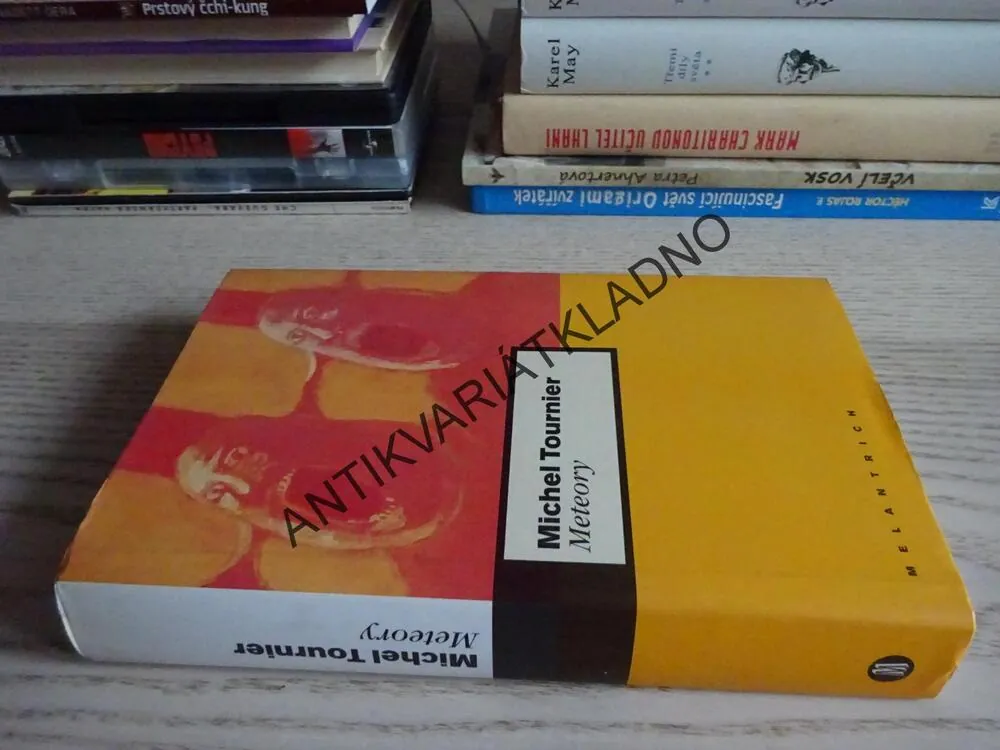 Prstový čchi-kung
Karel
May
Třemi
díly
světa
MARK CHARITONOV UČITEL LHANÍ
VČELÍ VOSK Petra Ahnertová
HÉCTOR ROJAS F. Fascinující svět Origami zvířátek
ANTIKVARIÁTKLADNO
Michel Tournier
Meteory
MELANTRICH
Michel Tournier
Meteory